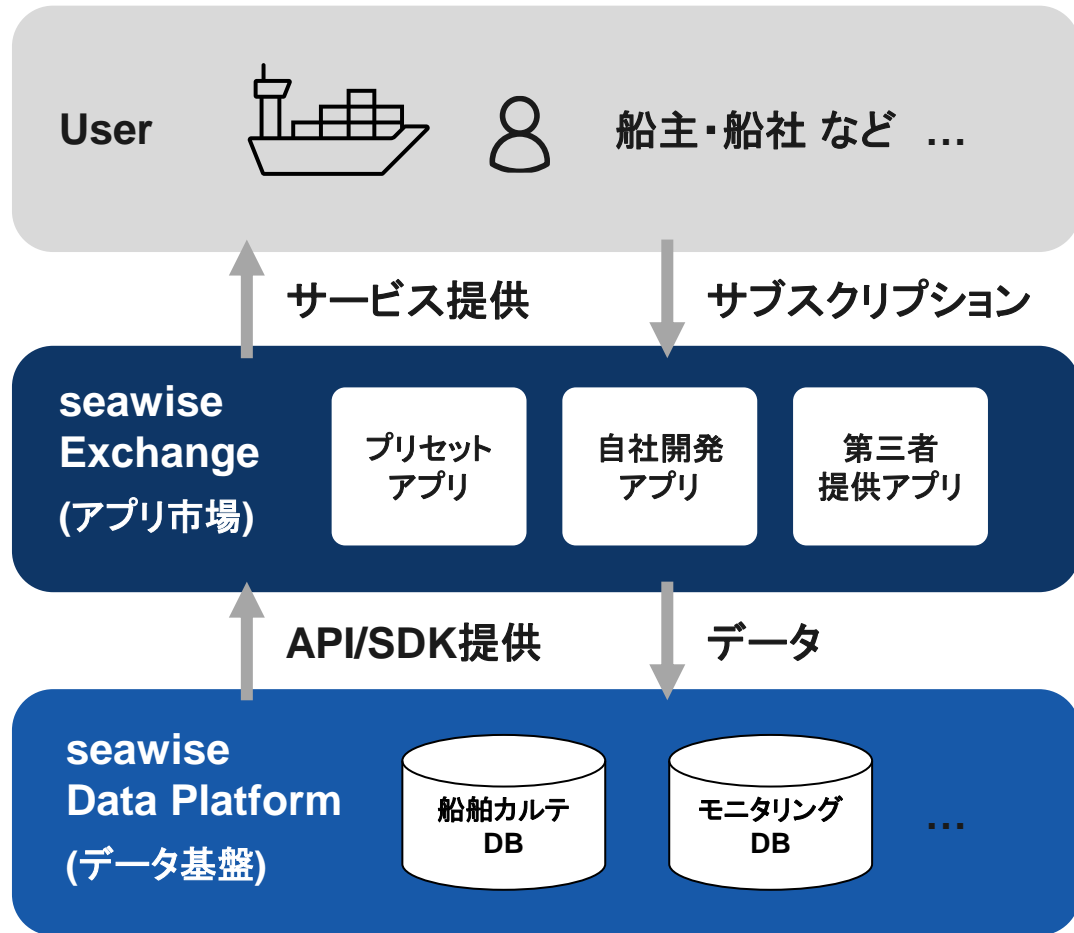 User
船主・船社 など …
サービス提供
サブスクリプション
seawise
Exchange
(アプリ市場)
プリセット
アプリ
自社開発
アプリ
第三者
提供アプリ
API/SDK提供
データ
seawise
Data Platform
(データ基盤)
船舶カルテ
DB
モニタリング
DB
…